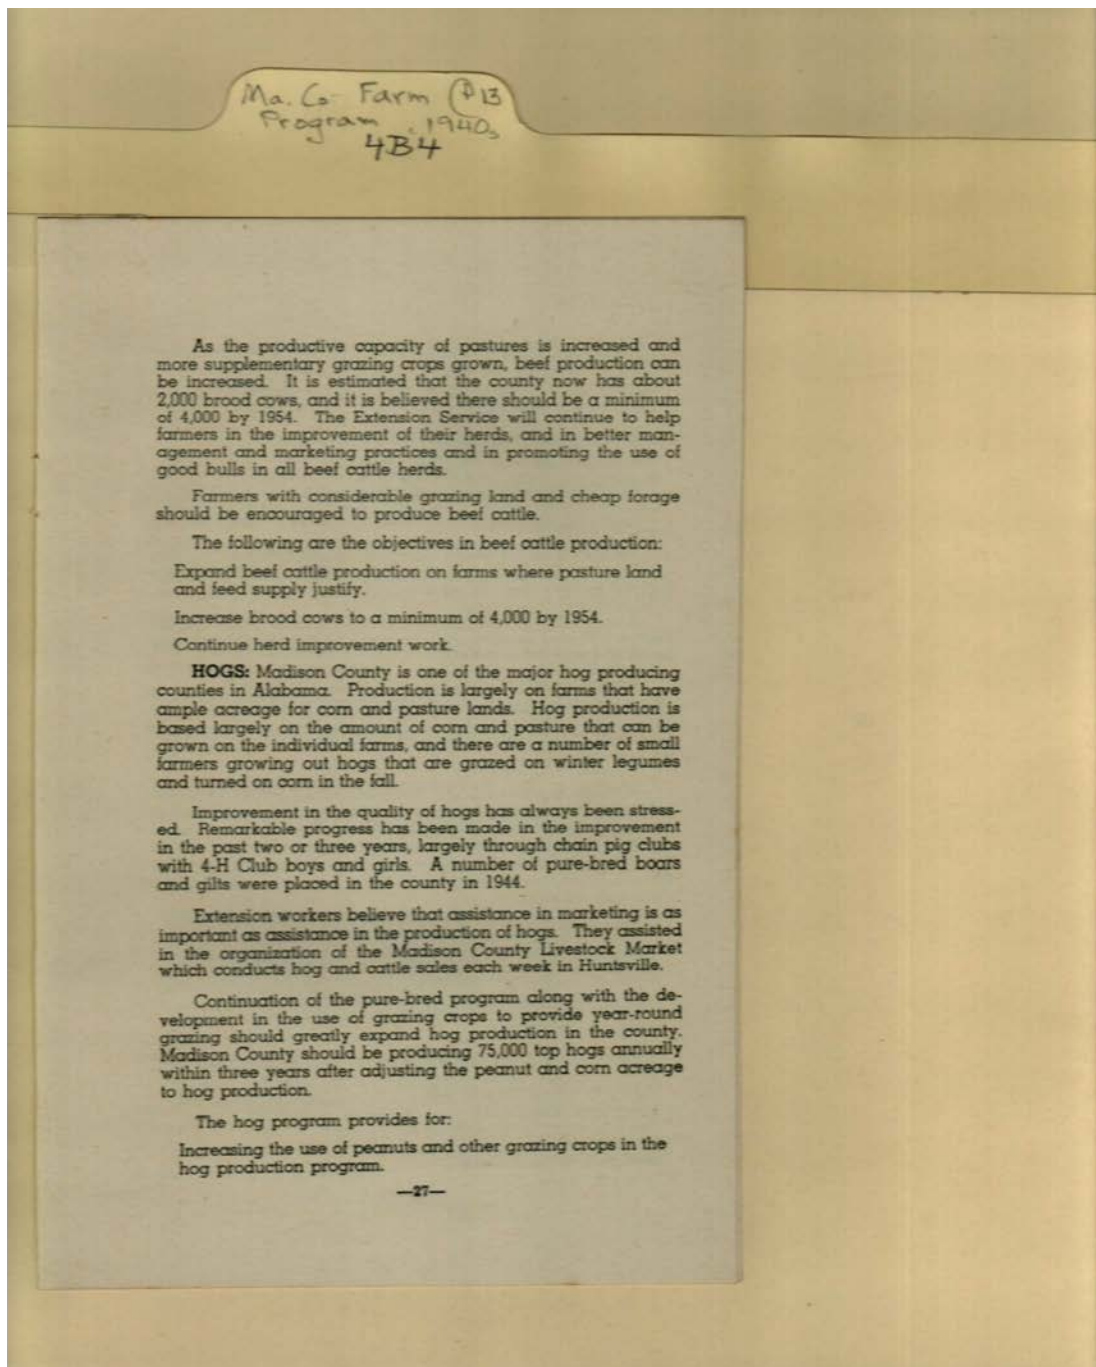 Ma. Co. Farm P 13
Program, 1940s
4B4
As the productive capacity of pastures is increased and
more supplementary grazing crops grown, beef production can
be increased. It is estimated that the county now has about
2,000 brood cows, and it is believed there should be a minimum
of 4,000 by 1954. The Extension Service will continue to help
farmers in the improvement of their herds, and in better man-
agement and marketing practices and in promoting the use of
good bulls in all beef cattle herds.
Farmers with considerable grazing land and cheap forage
should be encouraged to produce beef cattle.
The following are the objectives in beef cattle production:
Expand beef cattle production on farms where pasture land
and feed supply justify.
Increase brood cows to a minimum of 4,000 by 1954.
Continue herd improvement work.
HOGS: Madison County is one of the major hog producing
counties in Alabama. Production is largely on farms that have
ample acreage for corn and pasture lands. Hog production is
based largely on the amount of corn and pasture that can be
grown on the individual farms, and there are a number of small
farmers growing out hogs that are grazed on winter legumes
and turned on corn in the fall.
Improvement in the quality of hogs has always been stress-
ed. Remarkable progress has been made in the improvement
in the past two or three years, largely through chain pig clubs
with 4-H Club boys and girls. A number of pure-bred boars
and gilts were placed in the county in 1944.
Extension workers believe that assistance in marketing is as
important as assistance in the production of hogs. They assisted
in the organization of the Madison County Livestock Market
which conducts hog and cattle sales each week in Huntsville.
Continuation of the pure-bred program along with the de-
velopment in the use of grazing crops to provide year-round
grazing should greatly expand hog production in the county.
Madison County should be producing 75,000 top hogs annually
within three years after adjusting the peanut and corn acreage
to hog production.
The hog program provides for:
Increasing the use of peanuts and other grazing crops in the
hog production program.
—27—